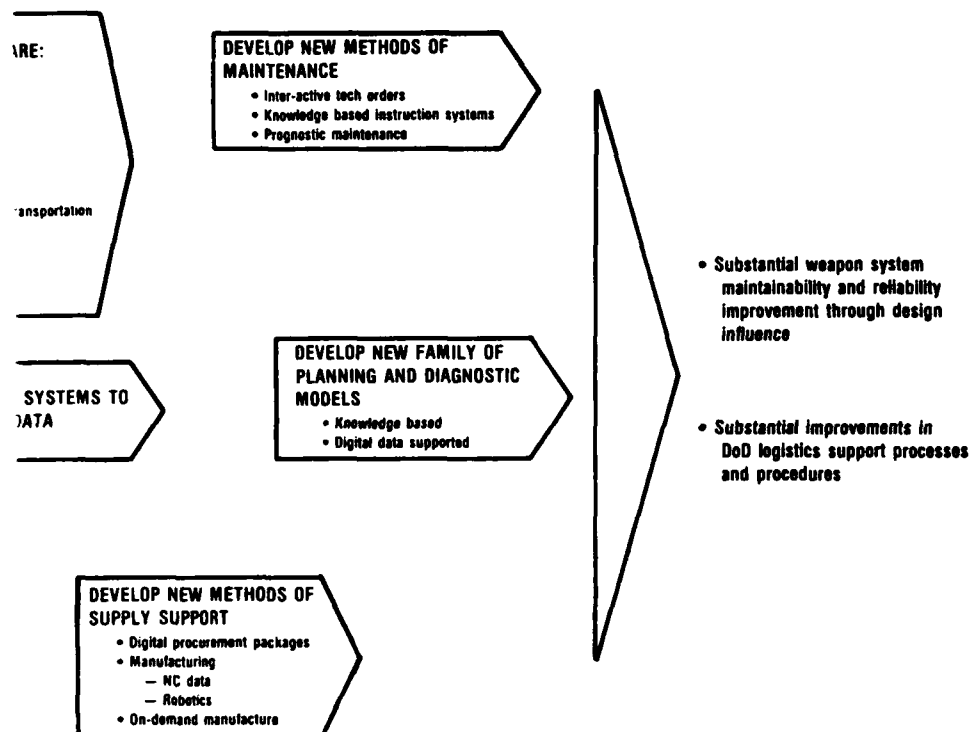 ARE:
ransportation
DEVELOP NEW METHODS OF
MAINTENANCE
• Inter-active tech orders
• Knowledge based instruction systems
• Prognostic maintenance
SYSTEMS TO
DATA
DEVELOP NEW FAMILY OF
PLANNING AND DIAGNOSTIC
MODELS
• Knowledge based
• Digital data supported
DEVELOP NEW METHODS OF
SUPPLY SUPPORT
• Digital procurement packages
• Manufacturing
— NC data
— Robotics
• On-demand manufacture
• Substantial weapon system
maintainability and reliability
improvement through design
influence
• Substantial improvements in
DoD logistics support processes
and procedures